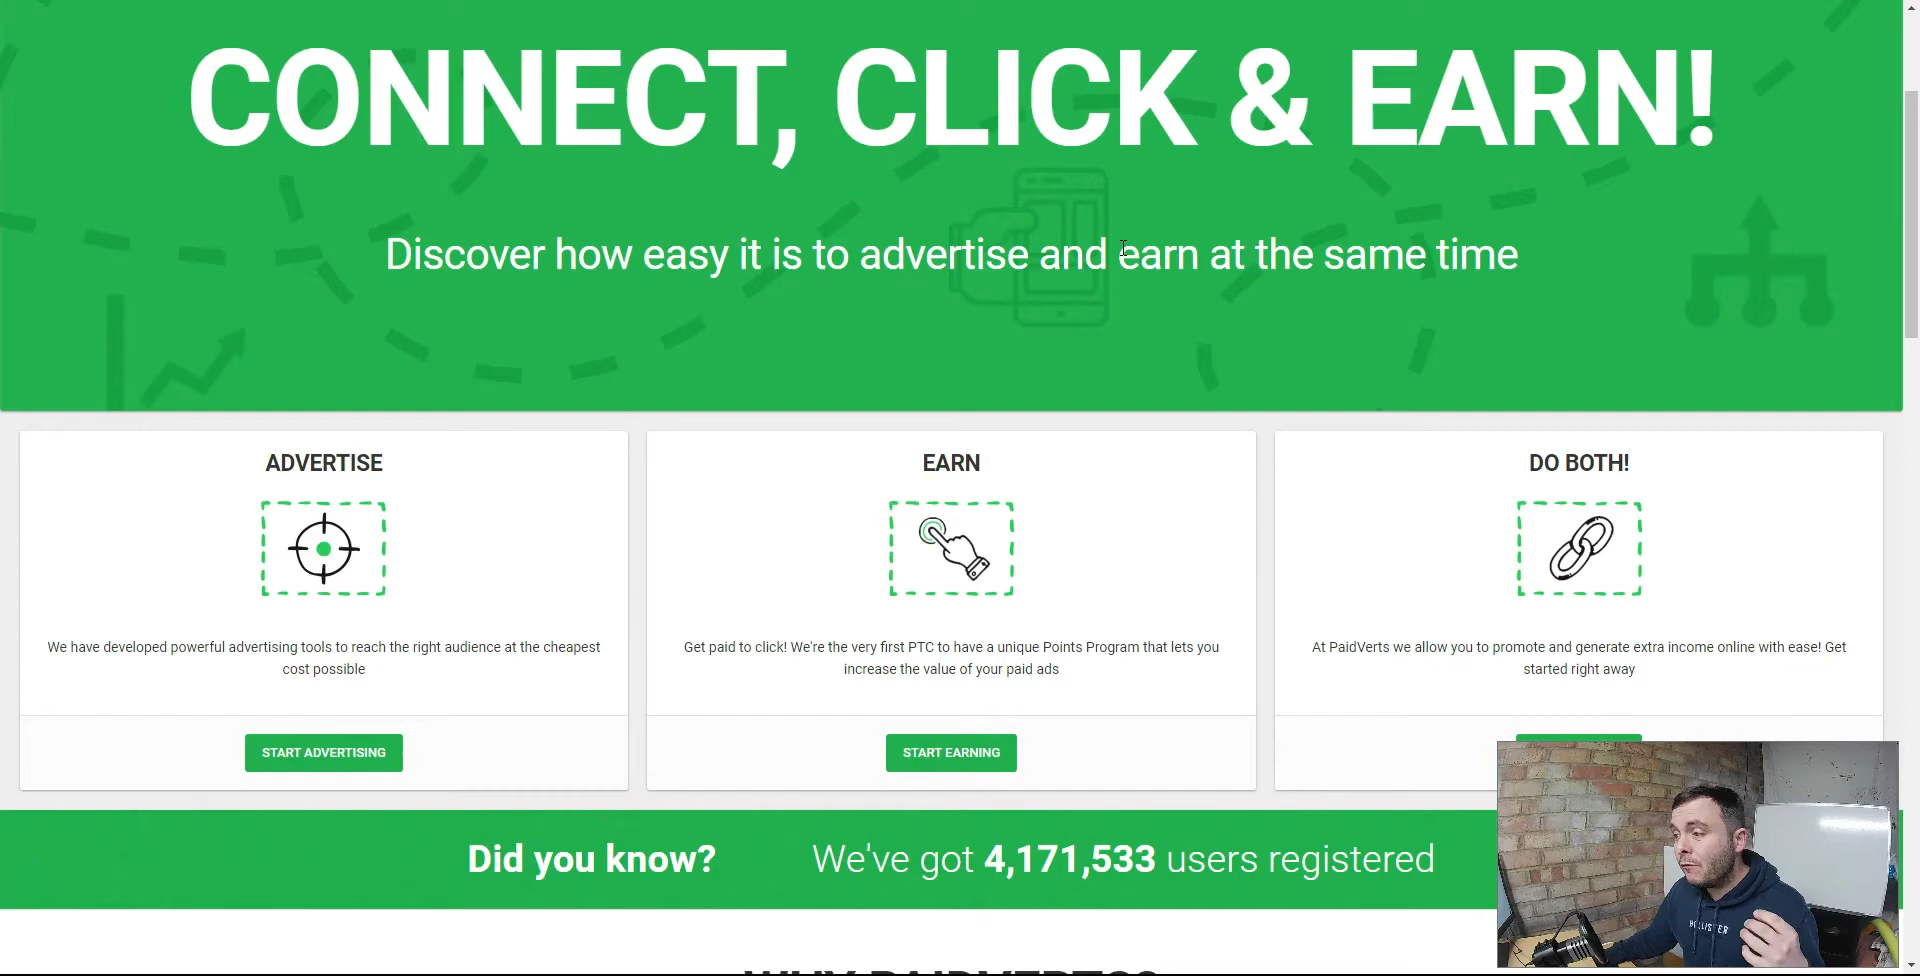 CONNECT, CLICK & EARN!
Discover how easy it is to advertise and earn at the same time
ADVERTISE
We have developed powerful advertising tools to reach the right audience at the cheapest
cost possible
START ADVERTISING
EARN
Get paid to click! We're the very first PTC to have a unique Points Program that lets you
increase the value of your paid ads
START EARNING
DO BOTH!
At PaidVerts we allow you to promote and generate extra income online with ease! Get
started right away
Did you know? We've got 4,171,533 users registered
WHY PAIDVERTS?
HOLLISTER